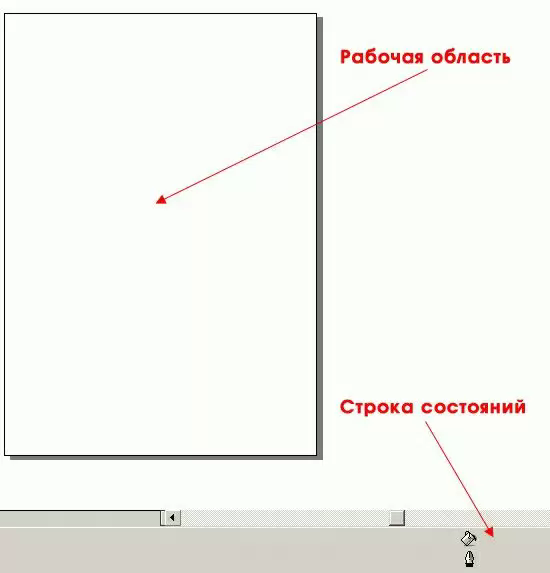 Рабочая область
Строка состояний